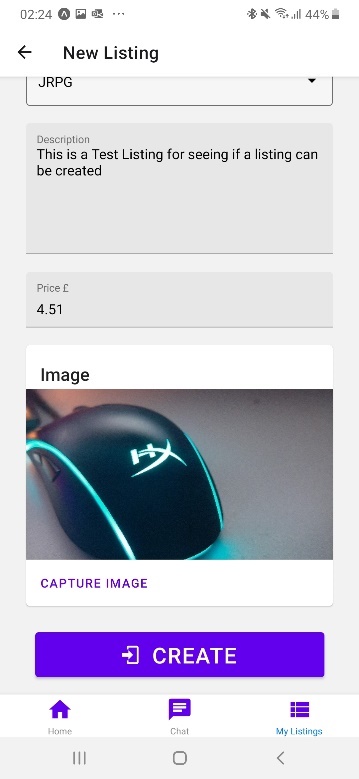 02:24
44%
New Listing
JRPG
Description
This is a Test Listing for seeing if a listing can
be created
Price £
4.51
Image
HX
CAPTURE IMAGE
CREATE
Home
Chat
My Listings